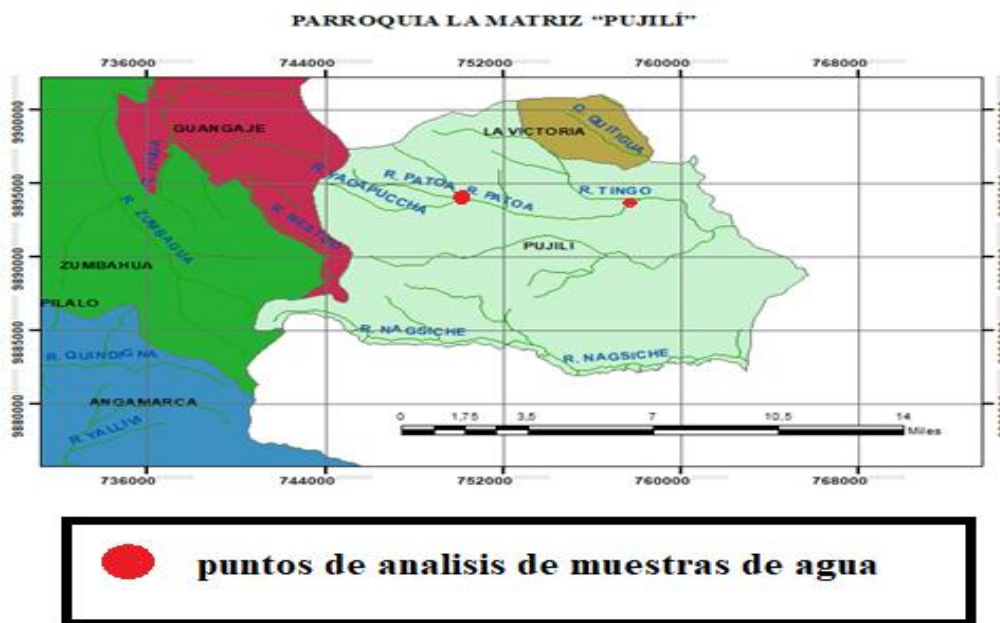 PARROQUIA LA MATRIZ “PUJILÍ”
736000 744000 752000 760000 768000
9900000
9895000
9890000
9885000
9880000
GUANGAJE
LA VICTORIA
Q. QUITIGUA
R. YAGAPUCCHA
R. PATOA
R. PATOA
R. TINGO
R. ZUMBAGUA
PUJILI
ZUMBAHUA
PILALO
R. NAGSICHE
R. NAGSICHE
R. QUINDIGNA
ANGAMARCA
R. YALLIVI
0 1,75 3,5 7 10,5 14
Miles
736000 744000 752000 760000 768000
puntos de analisis de muestras de agua